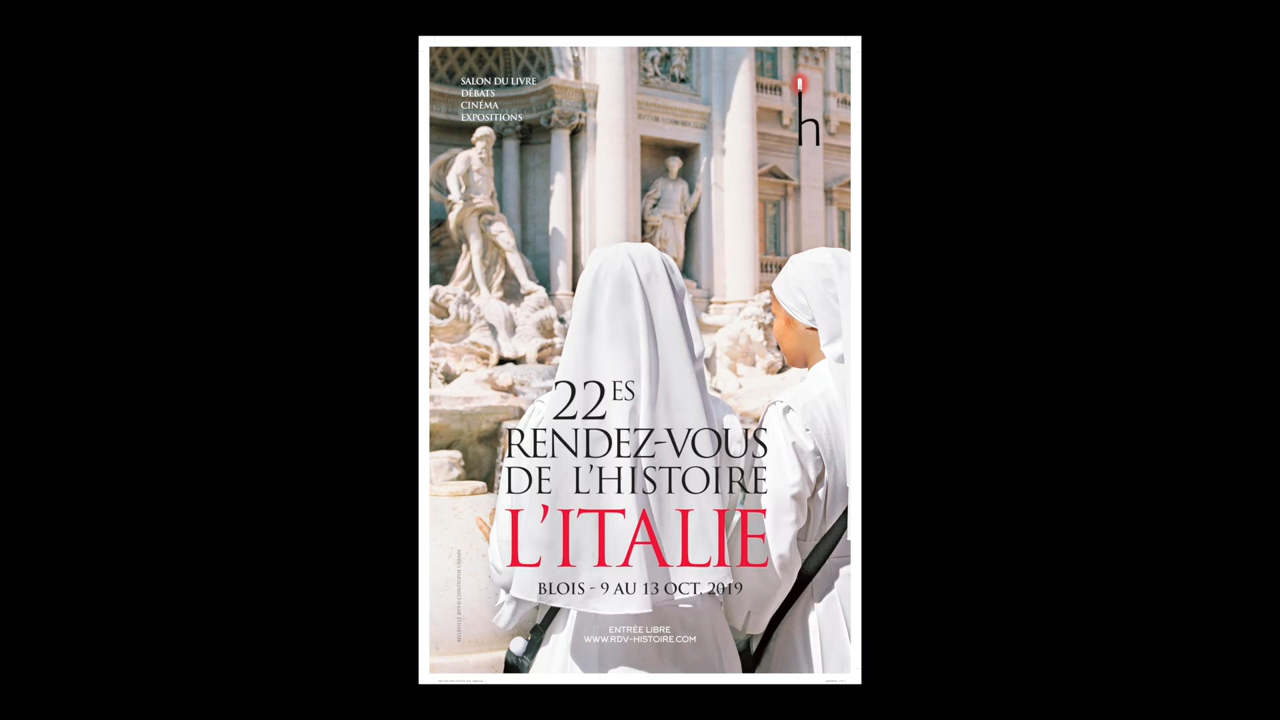 SALON DU LIVRE
DÉBATS
CINÉMA
EXPOSITIONS
h
22ES
RENDEZ-VOUS
DE L'HISTOIRE
L'ITALIE
BLOIS - 9 AU 13 OCT. 2019
ENTRÉE LIBRE
WWW.RDV-HISTOIRE.COM